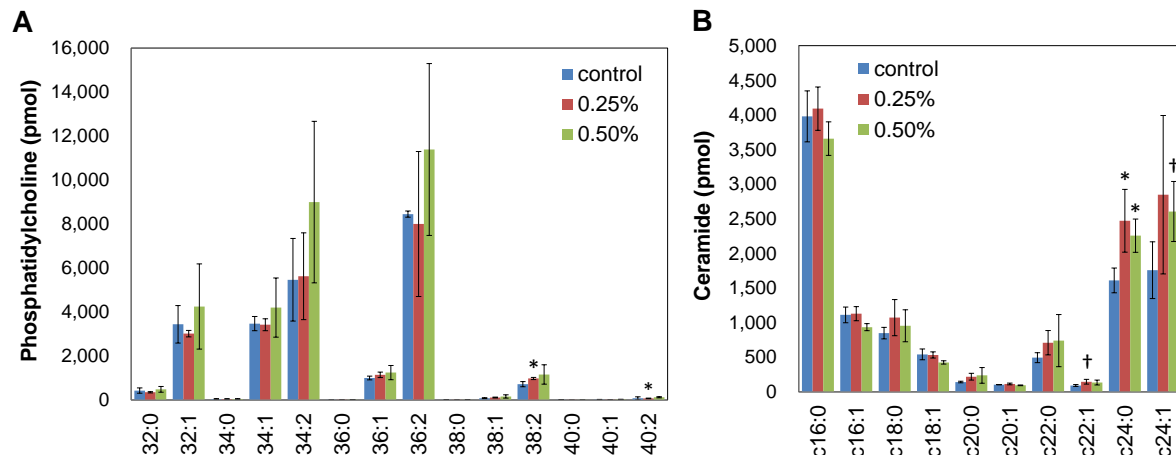 A
Phosphatidylcholine (pmol)
16,000
14,000
12,000
10,000
8,000
6,000
4,000
2,000
0
control
0.25%
0.50%
*
*
32:0
32:1
34:0
34:1
34:2
36:0
36:1
36:2
38:0
38:1
38:2
40:0
40:1
40:2
B
Ceramide (pmol)
5,000
4,500
4,000
3,500
3,000
2,500
2,000
1,500
1,000
500
0
control
0.25%
0.50%
†
*
*
†
c16:0
c16:1
c18:0
c18:1
c20:0
c20:1
c22:0
c22:1
c24:0
c24:1